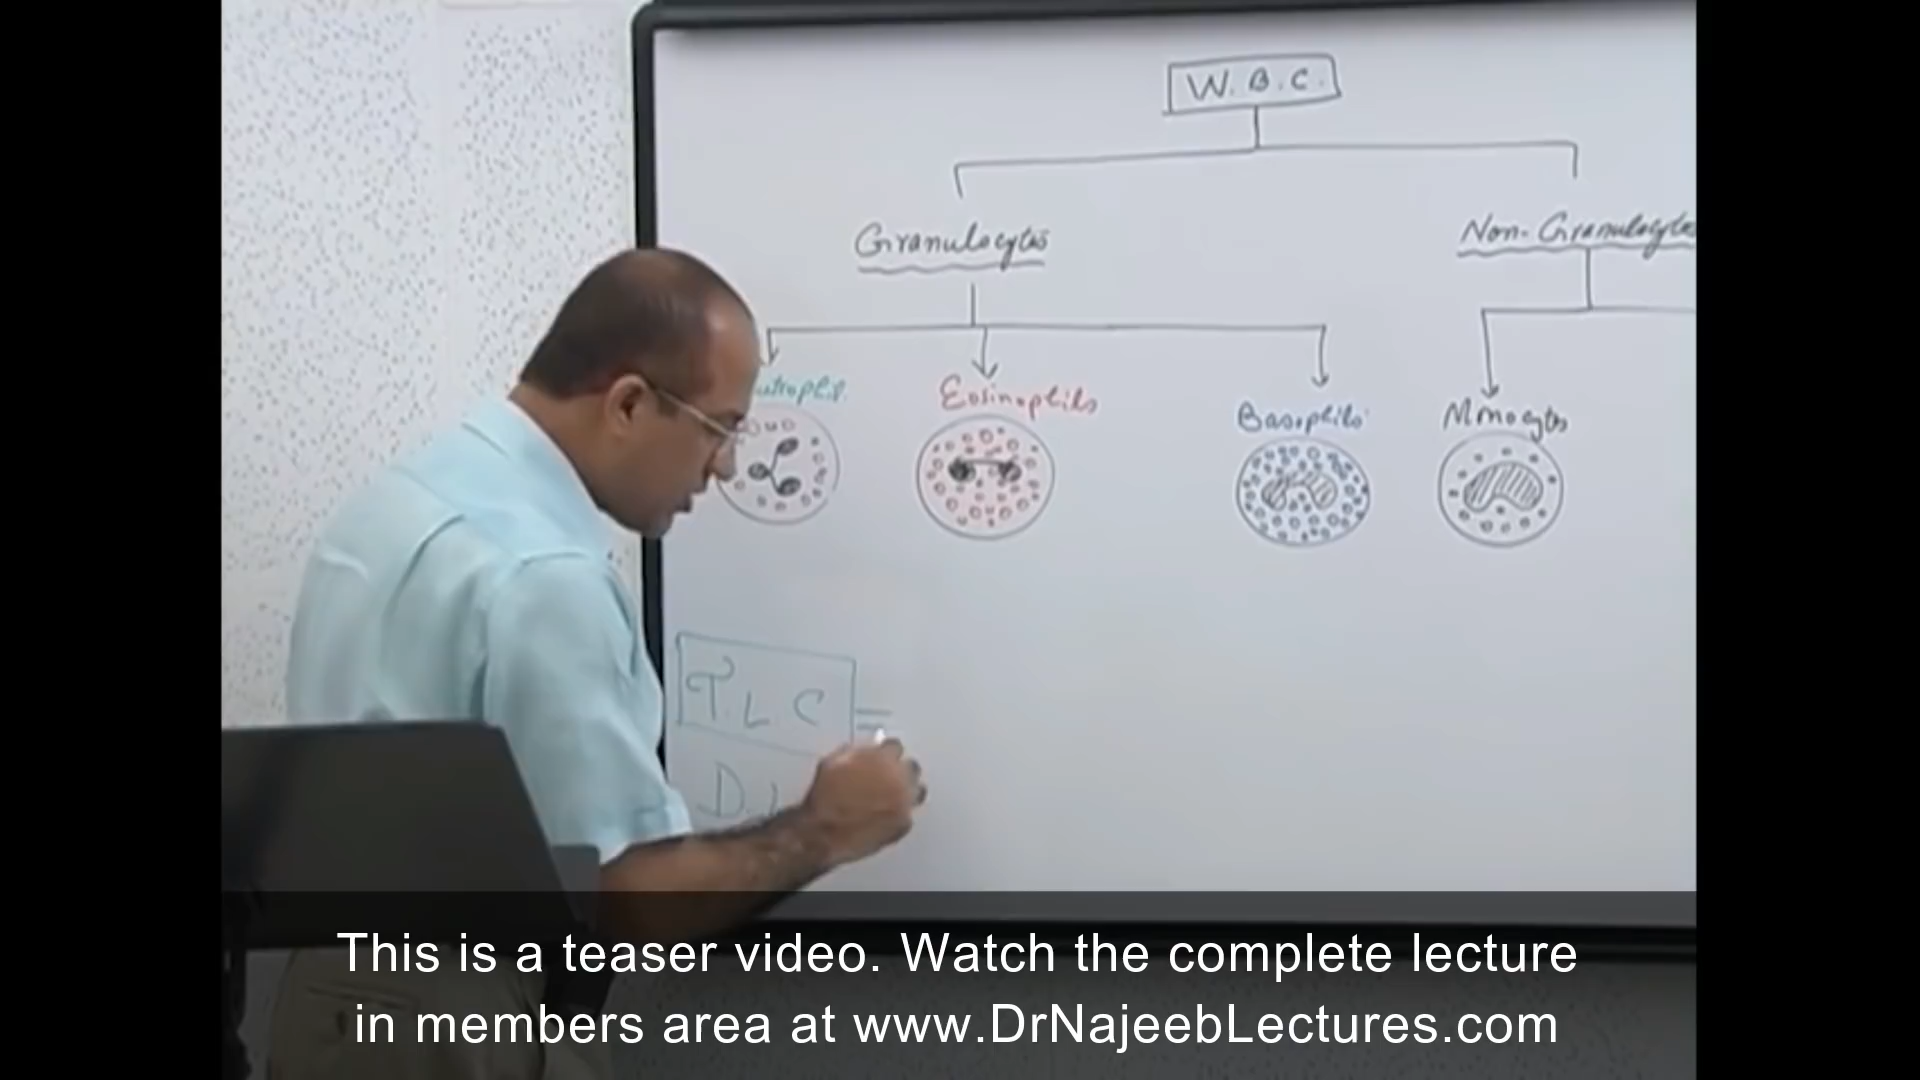 W.B.C.
Granulocytes
Non-Granulocytes
utrophil.
Eosinophils
Basophils
Monocytes
T.L.C =
D.L
This is a teaser video. Watch the complete lecture
in members area at www.DrNajeebLectures.com